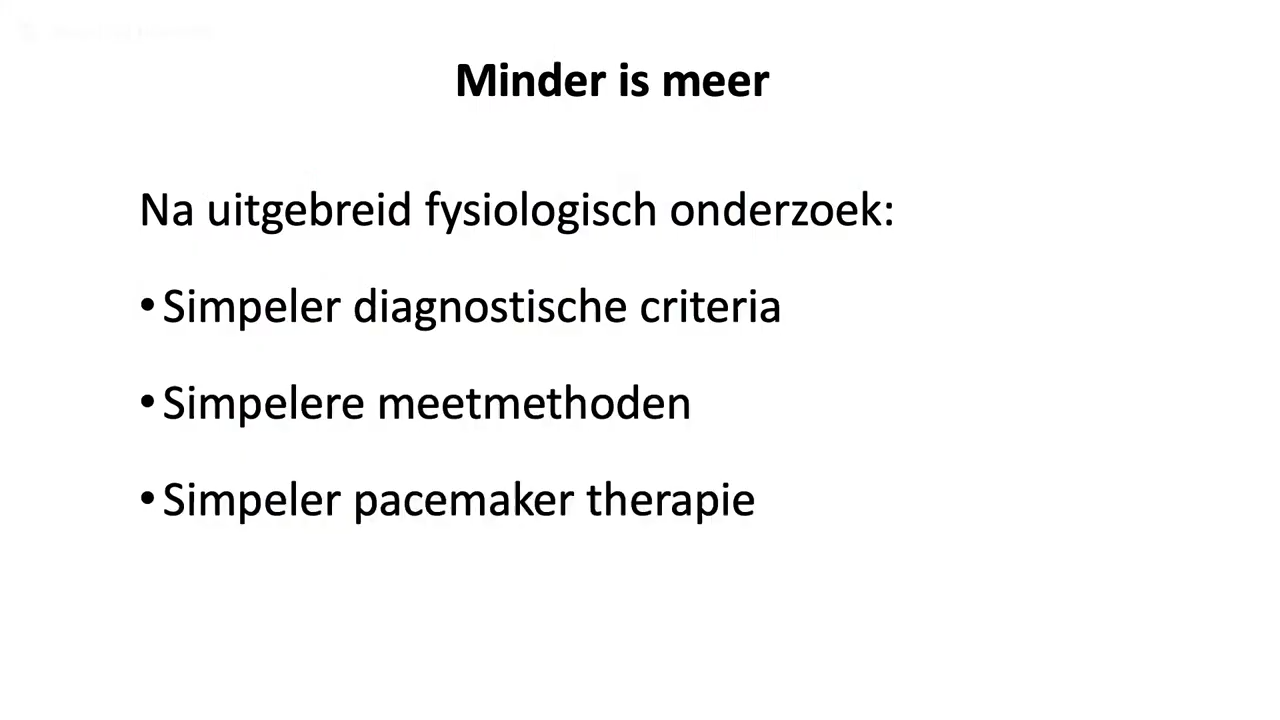 Minder is meer
Na uitgebreid fysiologisch onderzoek:
•Simpeler diagnostische criteria
•Simpelere meetmethoden
•Simpeler pacemaker therapie